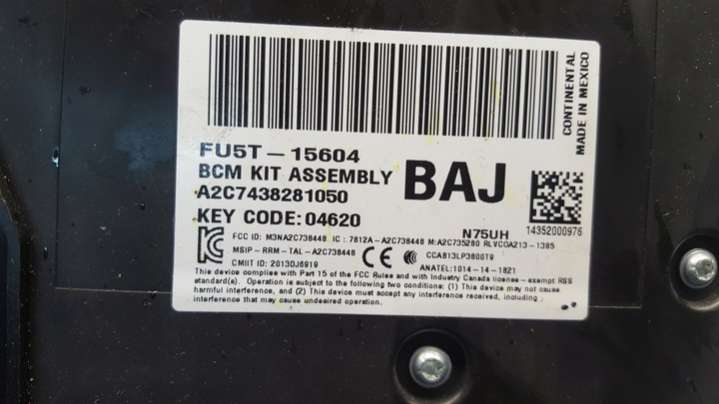 CONTINENTAL
MADE IN MEXICO
FU5T-15604
BCM KIT ASSEMBLY
BAJ
A2C7438281050
KEY CODE:04620
N75UH
14352000976
FCC ID: M3NA2C738448 IC : 7812A-A2C738448 M:A2C735280 RLVCOA213-1385
MSIP-RRM-TAL-A2C738448
CE
CCAB13LP3800T9
CMIIT ID: 2013DJ6919
ANATEL:1014-14-1821
This device complies with Part 15 of the FCC Rules and with Industry Canada license - exempt RSS
standard(s). Operation is subject to the following two conditions: (1) This device may not cause
harmful interference, and (2) This device must accept any interference received, including
interference that may cause undesired operation.